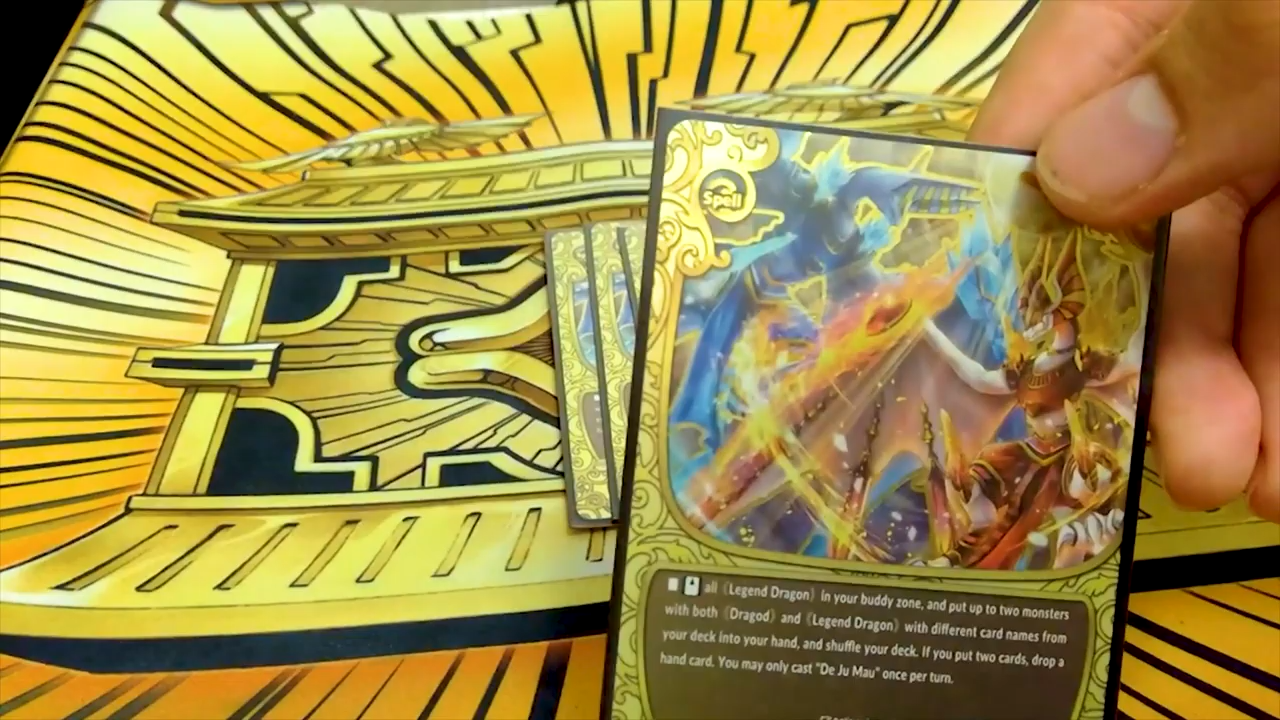 Spell
■ all《Legend Dragon》in your buddy zone, and put up to two monsters
with both《Dragod》and《Legend Dragon》with different card names from
your deck into your hand, and shuffle your deck. If you put two cards, drop a
hand card. You may only cast "De Ju Mau" once per turn.